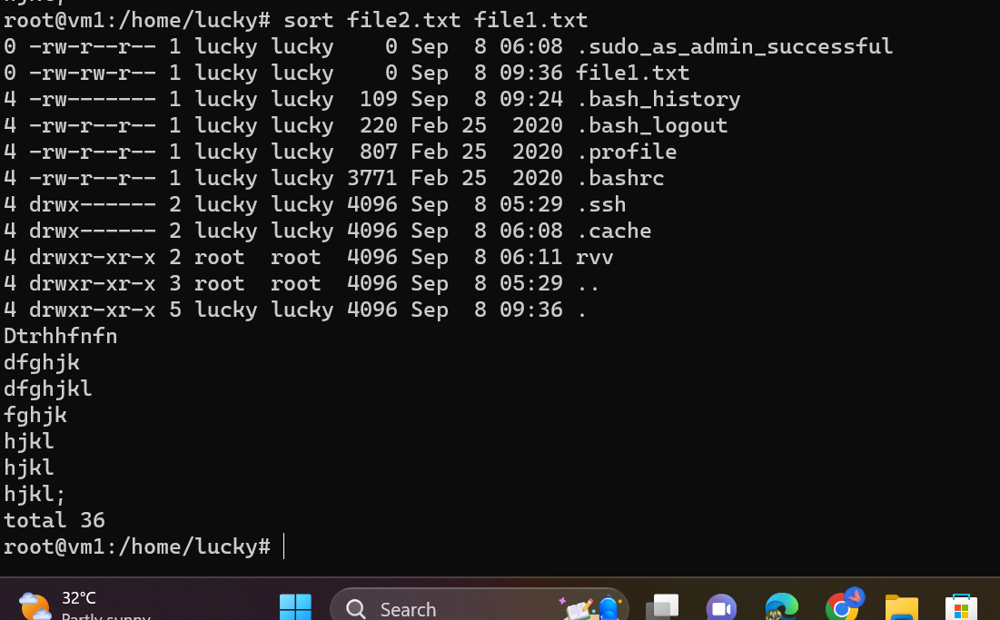 root@vm1:/home/lucky# sort file2.txt file1.txt
0 -rw-r--r-- 1 lucky lucky    0 Sep  8 06:08 .sudo_as_admin_successful
0 -rw-rw-r-- 1 lucky lucky    0 Sep  8 09:36 file1.txt
4 -rw------- 1 lucky lucky  109 Sep  8 09:24 .bash_history
4 -rw-r--r-- 1 lucky lucky  220 Feb 25  2020 .bash_logout
4 -rw-r--r-- 1 lucky lucky  807 Feb 25  2020 .profile
4 -rw-r--r-- 1 lucky lucky 3771 Feb 25  2020 .bashrc
4 drwx------ 2 lucky lucky 4096 Sep  8 05:29 .ssh
4 drwx------ 2 lucky lucky 4096 Sep  8 06:08 .cache
4 drwxr-xr-x 2 root  root  4096 Sep  8 06:11 rvv
4 drwxr-xr-x 3 root  root  4096 Sep  8 05:29 ..
4 drwxr-xr-x 5 lucky lucky 4096 Sep  8 09:36 .
Dtrhhfnfn
dfghjk
dfghjkl
fghjk
hjkl
hjkl
hjkl;
total 36
root@vm1:/home/lucky#
32°C
Partly sunny
Search